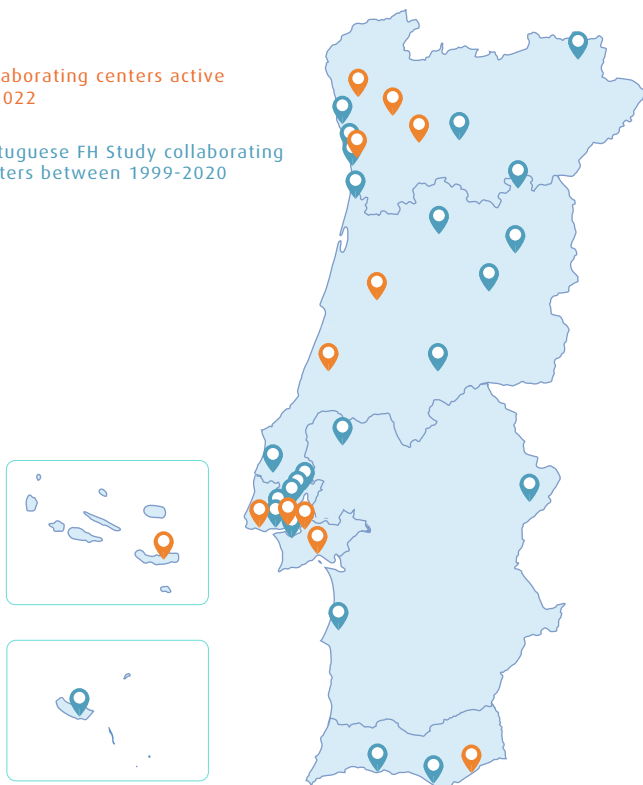 aborating centers active
022
tuguese FH Study collaborating
ters between 1999-2020